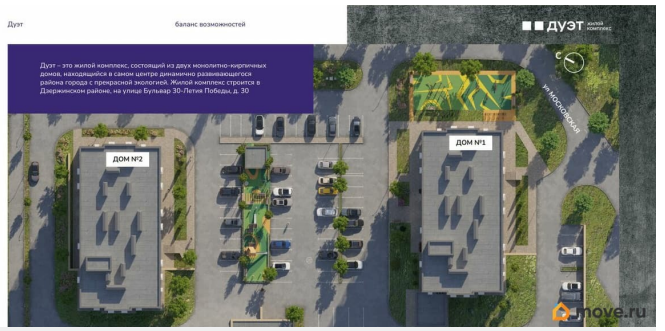 Дуэт
баланс возможностей
дуэт жилой
комплекс
Дуэт – это жилой комплекс, состоящий из двух монолитно-кирпичных
домов, находящийся в самом центре динамично развивающегося
района города с прекрасной экологией. Жилой комплекс строится в
Дзержинском районе, на улице Бульвар 30-Летия Победы, д. 30
С
ул МОСКОВСКАЯ
ДОМ №2
ДОМ №1
move.ru